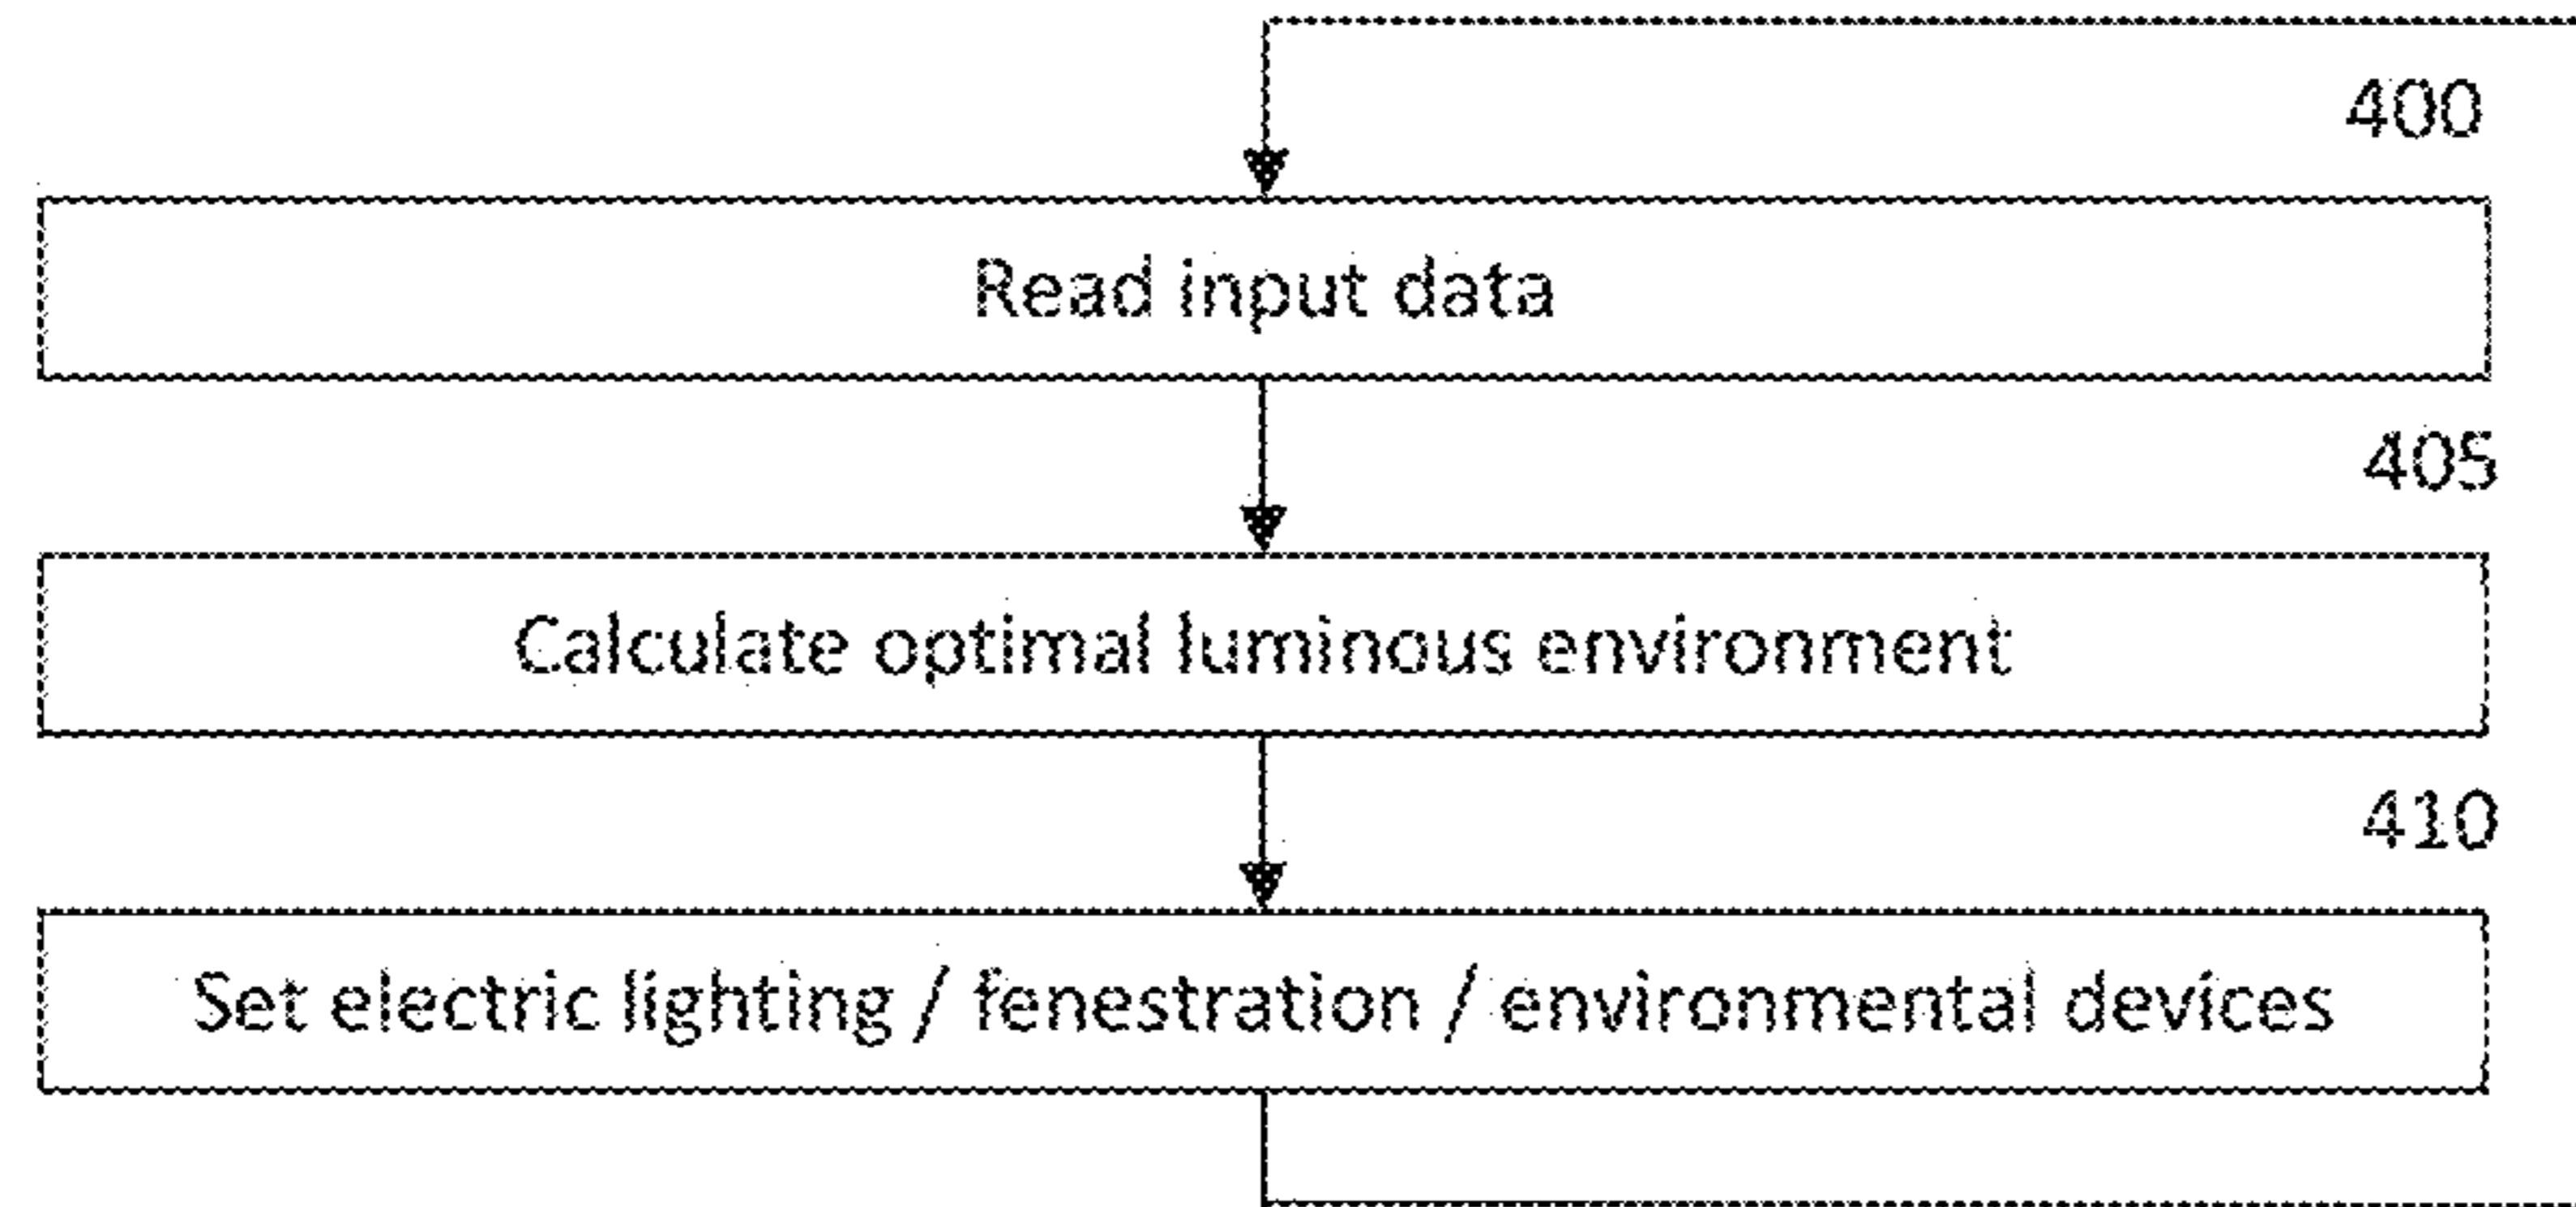 400
Read input data
405
Calculate optimal luminous environment
410
Set electric lighting / fenestration / environmental devices